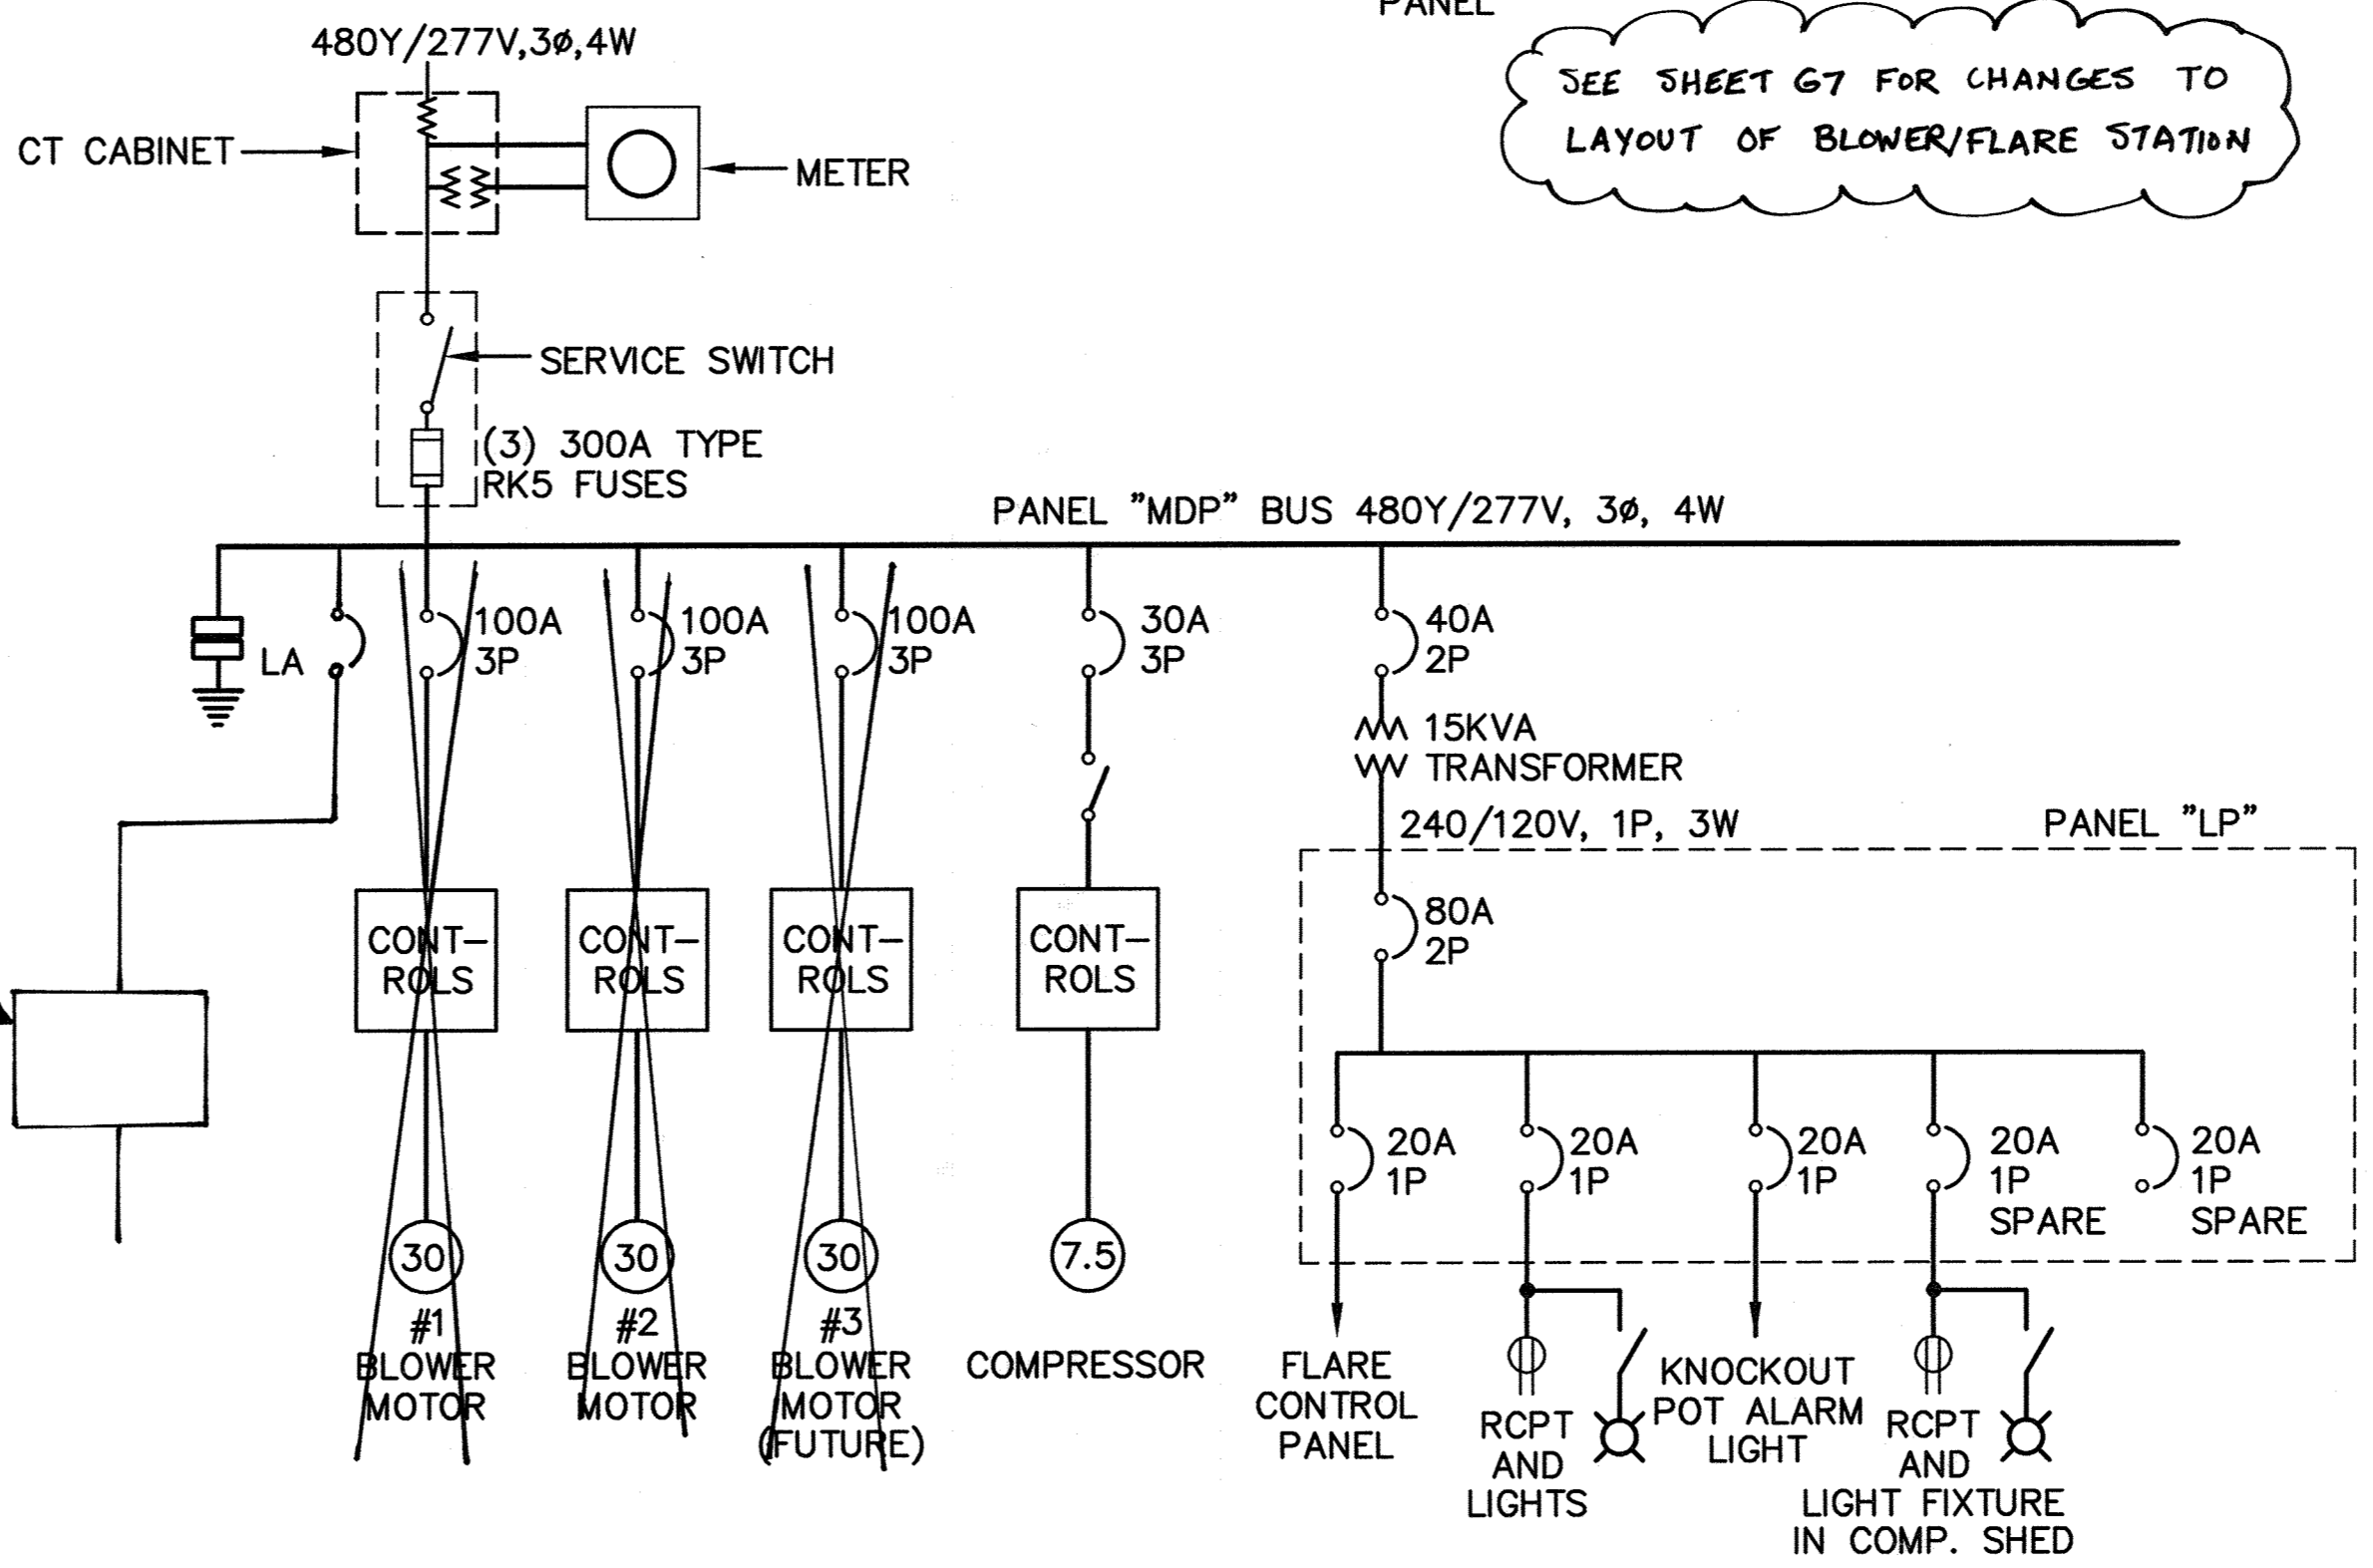 PANEL
480Y/277V,3ø,4W
SEE SHEET G7 FOR CHANGES TO
LAYOUT OF BLOWER/FLARE STATION
CT CABINET
METER
SERVICE SWITCH
(3) 300A TYPE
RK5 FUSES
PANEL "MDP" BUS 480Y/277V, 3ø, 4W
LA
100A
3P
100A
3P
100A
3P
30A
3P
40A
2P
15KVA
TRANSFORMER
240/120V, 1P, 3W
PANEL "LP"
80A
2P
CONT-
ROLS
CONT-
ROLS
CONT-
ROLS
CONT-
ROLS
20A
1P
20A
1P
20A
1P
20A
1P
SPARE
20A
1P
SPARE
30
#1
BLOWER
MOTOR
30
#2
BLOWER
MOTOR
30
#3
BLOWER
MOTOR
(FUTURE)
7.5
COMPRESSOR
FLARE
CONTROL
PANEL
RCPT
AND
LIGHTS
KNOCKOUT
POT ALARM
LIGHT
RCPT
AND
LIGHT FIXTURE
IN COMP. SHED